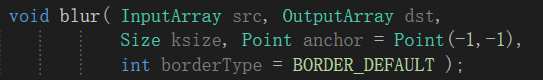 void blur( InputArray src, OutputArray dst,
Size ksize, Point anchor = Point(-1,-1),
int borderType = BORDER_DEFAULT );